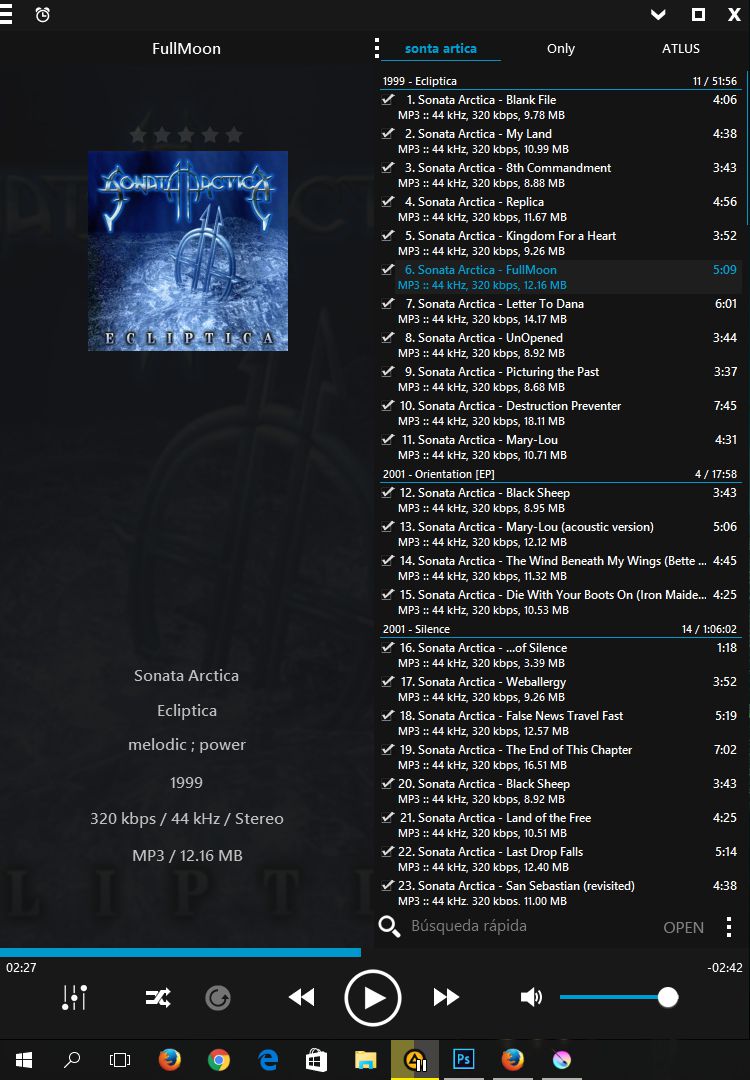 FullMoon
SONATA ARCTICA
ECLIPTICA
Sonata Arctica
Ecliptica
melodic ; power
1999
320 kbps / 44 kHz / Stereo
MP3 / 12.16 MB
sonta artica Only ATLUS
1999 - Ecliptica 11 / 51:56
1. Sonata Arctica - Blank File 4:06
MP3 :: 44 kHz, 320 kbps, 9.78 MB
2. Sonata Arctica - My Land 4:38
MP3 :: 44 kHz, 320 kbps, 10.99 MB
3. Sonata Arctica - 8th Commandment 3:43
MP3 :: 44 kHz, 320 kbps, 8.88 MB
4. Sonata Arctica - Replica 4:56
MP3 :: 44 kHz, 320 kbps, 11.67 MB
5. Sonata Arctica - Kingdom For a Heart 3:52
MP3 :: 44 kHz, 320 kbps, 9.26 MB
6. Sonata Arctica - FullMoon 5:09
MP3 :: 44 kHz, 320 kbps, 12.16 MB
7. Sonata Arctica - Letter To Dana 6:01
MP3 :: 44 kHz, 320 kbps, 14.17 MB
8. Sonata Arctica - UnOpened 3:44
MP3 :: 44 kHz, 320 kbps, 8.92 MB
9. Sonata Arctica - Picturing the Past 3:37
MP3 :: 44 kHz, 320 kbps, 8.68 MB
10. Sonata Arctica - Destruction Preventer 7:45
MP3 :: 44 kHz, 320 kbps, 18.11 MB
11. Sonata Arctica - Mary-Lou 4:31
MP3 :: 44 kHz, 320 kbps, 10.71 MB
2001 - Orientation [EP] 4 / 17:58
12. Sonata Arctica - Black Sheep 3:43
MP3 :: 44 kHz, 320 kbps, 8.95 MB
13. Sonata Arctica - Mary-Lou (acoustic version) 5:06
MP3 :: 44 kHz, 320 kbps, 12.12 MB
14. Sonata Arctica - The Wind Beneath My Wings (Bette ... 4:45
MP3 :: 44 kHz, 320 kbps, 11.32 MB
15. Sonata Arctica - Die With Your Boots On (Iron Maide... 4:25
MP3 :: 44 kHz, 320 kbps, 10.53 MB
2001 - Silence 14 / 1:06:02
16. Sonata Arctica - ...of Silence 1:18
MP3 :: 44 kHz, 320 kbps, 3.39 MB
17. Sonata Arctica - Weballergy 3:52
MP3 :: 44 kHz, 320 kbps, 9.26 MB
18. Sonata Arctica - False News Travel Fast 5:19
MP3 :: 44 kHz, 320 kbps, 12.57 MB
19. Sonata Arctica - The End of This Chapter 7:02
MP3 :: 44 kHz, 320 kbps, 16.51 MB
20. Sonata Arctica - Black Sheep 3:43
MP3 :: 44 kHz, 320 kbps, 8.92 MB
21. Sonata Arctica - Land of the Free 4:25
MP3 :: 44 kHz, 320 kbps, 10.51 MB
22. Sonata Arctica - Last Drop Falls 5:14
MP3 :: 44 kHz, 320 kbps, 12.40 MB
23. Sonata Arctica - San Sebastian (revisited) 4:38
MP3 :: 44 kHz, 320 kbps, 11.00 MB
Búsqueda rápida OPEN
02:27 -02:42
Ps